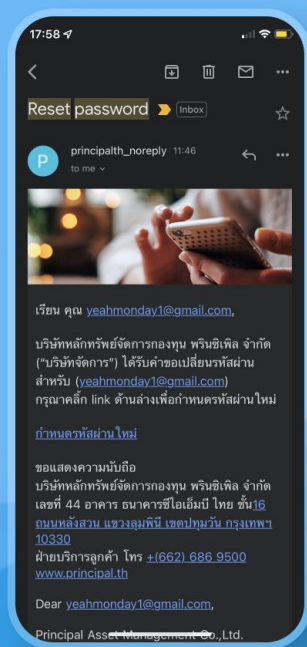 17:58
Reset password
Inbox
P
principalth_noreply 11:46
to me
เรียน คุณ yeahmonday1@gmail.com,
บริษัทหลักทรัพย์จัดการกองทุน พรินซิเพิล จำกัด
("บริษัทจัดการ") ได้รับคำขอเปลี่ยนรหัสผ่าน
สำหรับ (yeahmonday1@gmail.com)
กรุณาคลิ้ก link ด้านล่างเพื่อกำหนดรหัสผ่านใหม่
กำหนดรหัสผ่านใหม่
ขอแสดงความนับถือ
บริษัทหลักทรัพย์จัดการกองทุน พรินซิเพิล จำกัด
เลขที่ 44 อาคาร ธนาคารซีไอเอ็มบี ไทย ชั้น16
ถนนหลังสวน แขวงลุมพินี เขตปทุมวัน กรุงเทพฯ
10330
ฝ่ายบริการลูกค้า โทร +(662) 686 9500
www.principal.th
Dear yeahmonday1@gmail.com,
Principal Asset Management Co.,Ltd.